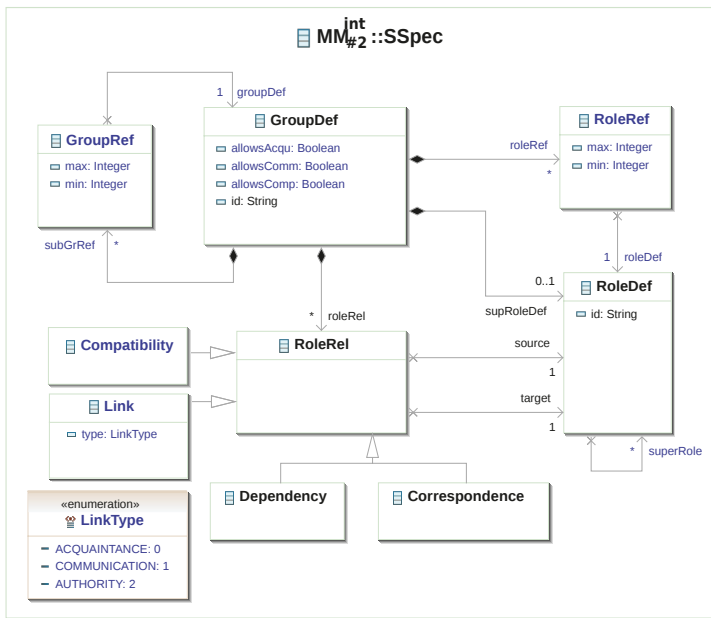 MM int #2 ::SSpec
1 groupDef
GroupRef
max: Integer
min: Integer
GroupDef
allowsAcqu: Boolean
allowsComm: Boolean
allowsComp: Boolean
id: String
roleRef
*
RoleRef
max: Integer
min: Integer
subGrRef *
1 roleDef
0..1
supRoleDef
RoleDef
id: String
* roleRel
Compatibility
RoleRel
source
1
Link
type: LinkType
target
1
* superRole
Dependency
Correspondence
«enumeration»
LinkType
ACQUAINTANCE: 0
COMMUNICATION: 1
AUTHORITY: 2